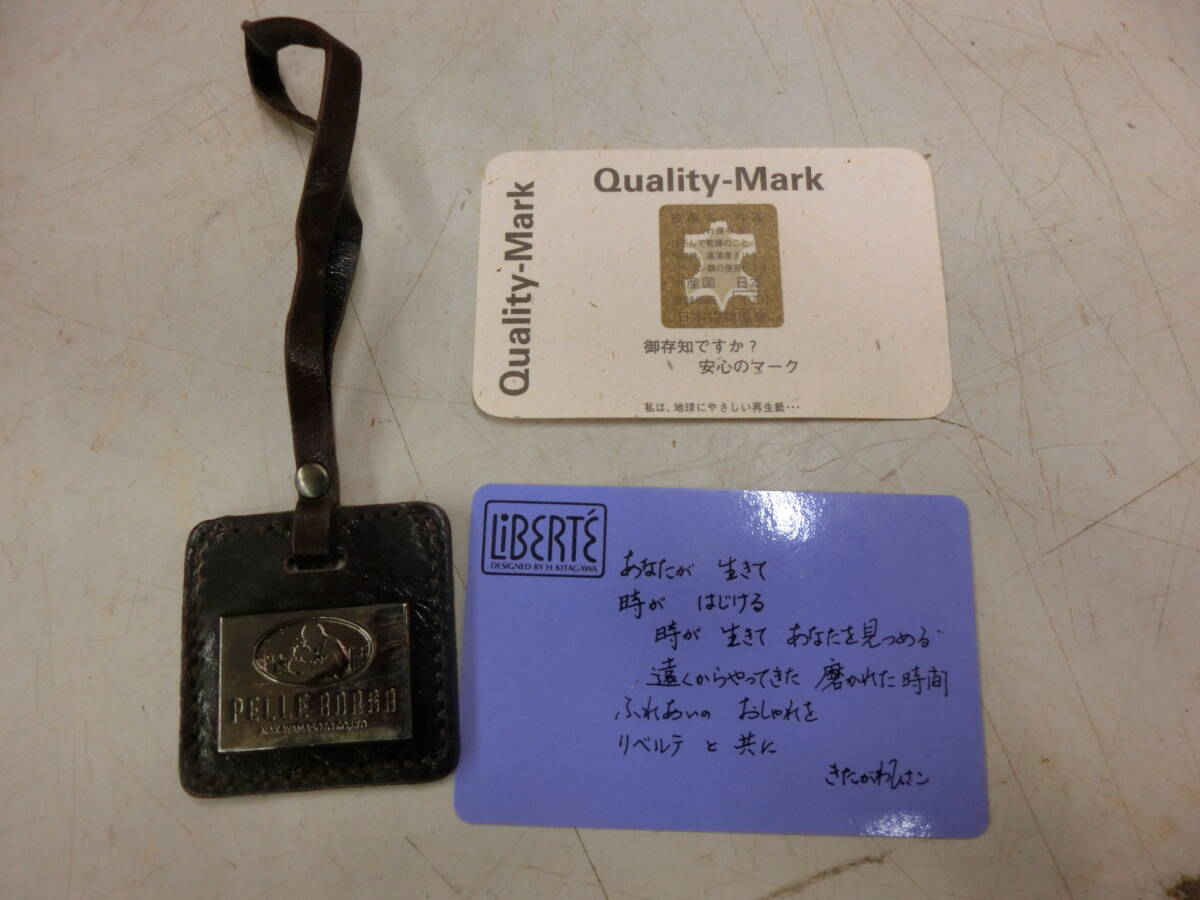 PELLE BORSA
Quality-Mark
Quality-Mark
産国 日本
御存知ですか?
安心のマーク
私は、地球にやさしい再生紙･･･
LiBERTÉ
DESIGNED BY H.KITAGAWA
あなたが 生きて
時が はじける
時が 生きて あなたを見つめる
遠くからやってきた 磨かれた時間
ふれあいの おしゃれを
リベルテ と 共に
きたがわひさン